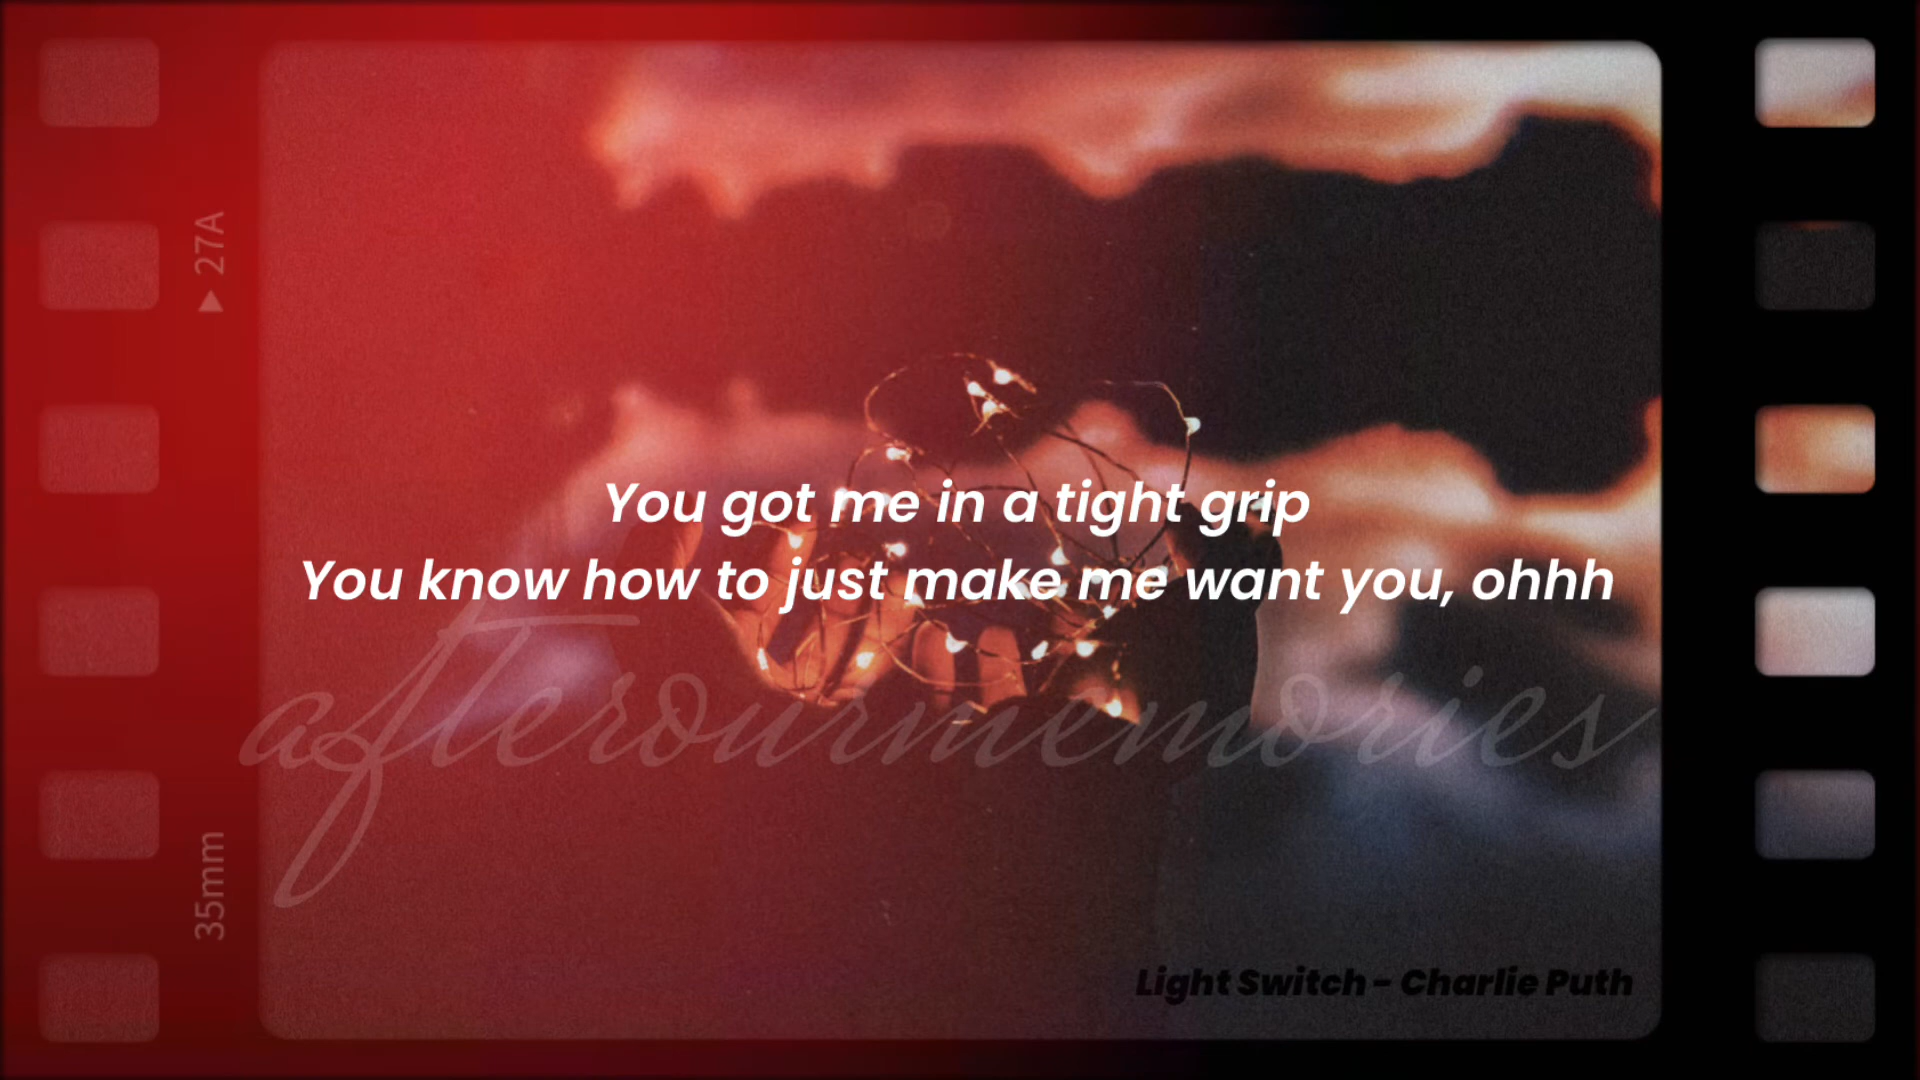 27A
You got me in a tight grip
You know how to just make me want you, ohhh
afterourmemories
35mm
Light Switch - Charlie Puth